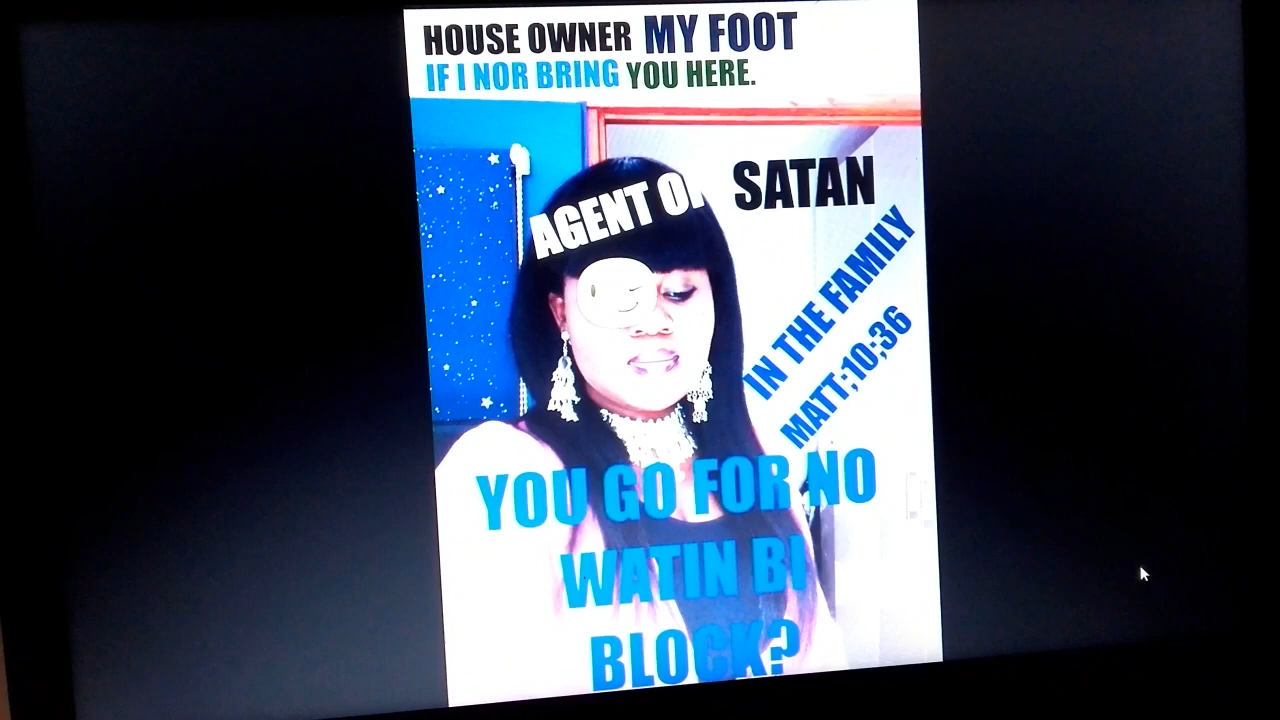 HOUSE OWNER MY FOOT
IF I NOR BRING YOU HERE.
AGENT OF SATAN
IN THE FAMILY
MATT;10;36
YOU GO FOR NO
WATIN BI
BLOCK?